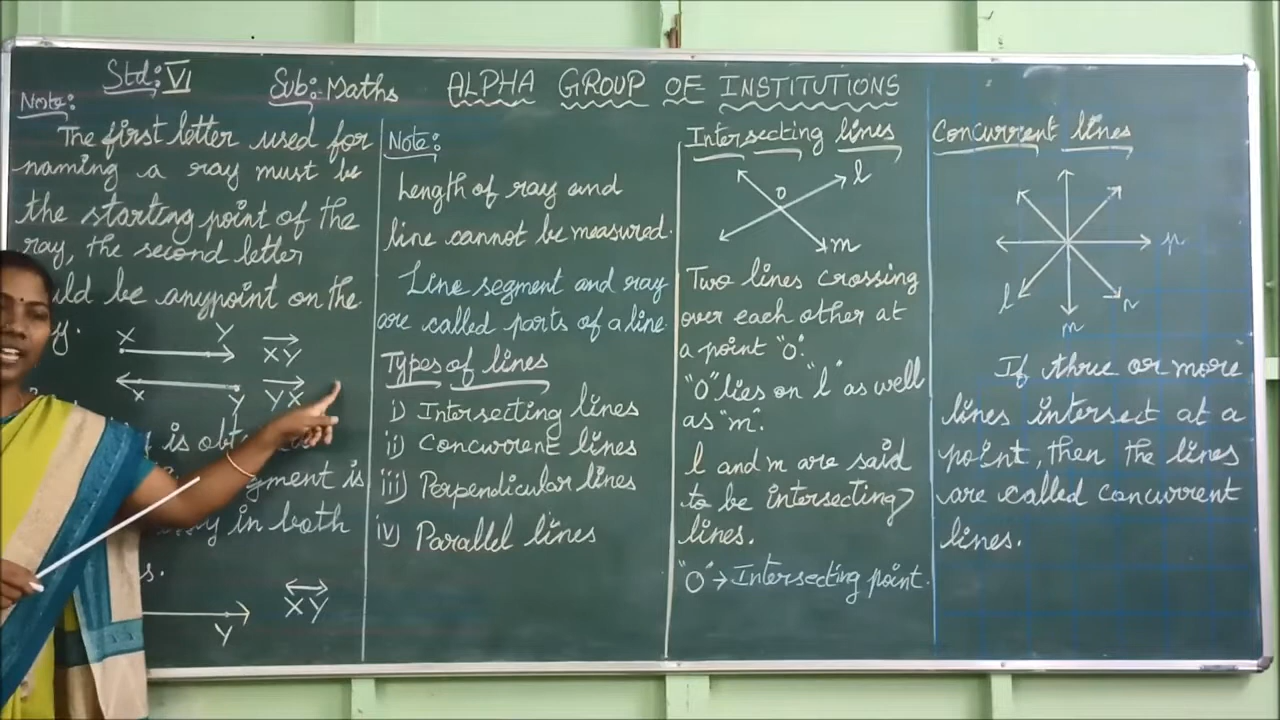 Std: VI
Sub: Maths
ALPHA GROUP OF INSTITUTIONS
Note:
The first letter used for
naming a ray must be
the starting point of the
ray, the second letter
be anypoint on the
X Y XY
X Y YX
is
is
in both
Y XY
Note:
Length of ray and
line cannot be measured.
Line segment and ray
are called parts of a line.
Types of lines
i) Intersecting lines
ii) Concurrent lines
iii) Perpendicular lines
iv) Parallel lines
Intersecting lines
O l
m
Two lines crossing
over each other at
a point "O".
"O" lies on "l" as well
as "m".
l and m are said
to be intersecting
lines.
"O" → Intersecting point.
Concurrent lines
p
l n
m
If three or more
lines intersect at a
point, then the lines
are called concurrent
lines.